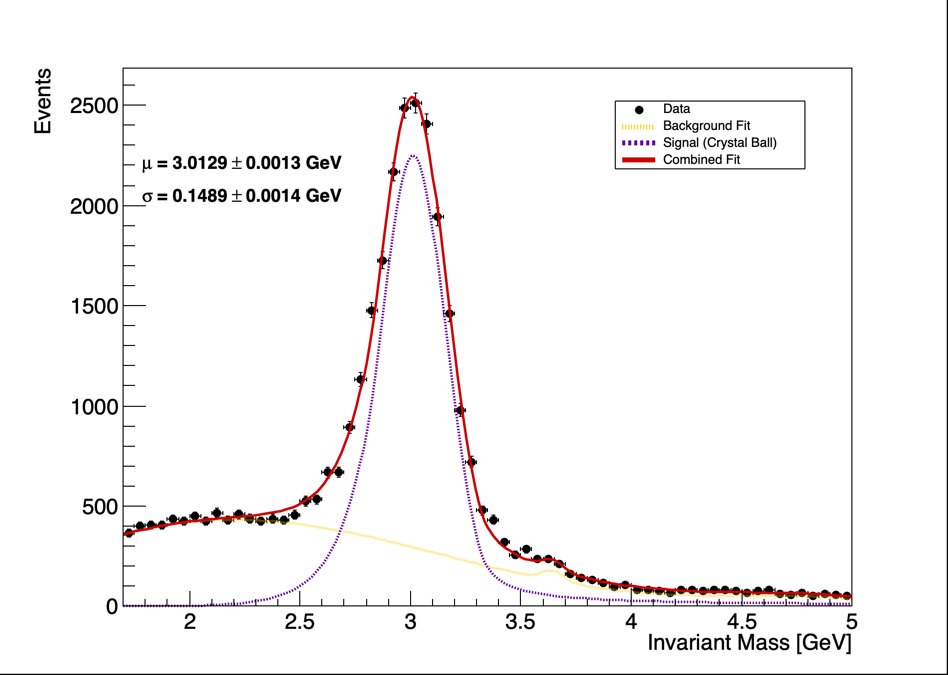 Events
2500
2000
1500
1000
500
0
μ = 3.0129 ± 0.0013 GeV
σ = 0.1489 ± 0.0014 GeV
Data
Background Fit
Signal (Crystal Ball)
Combined Fit
2 2.5 3 3.5 4 4.5 5
Invariant Mass [GeV]